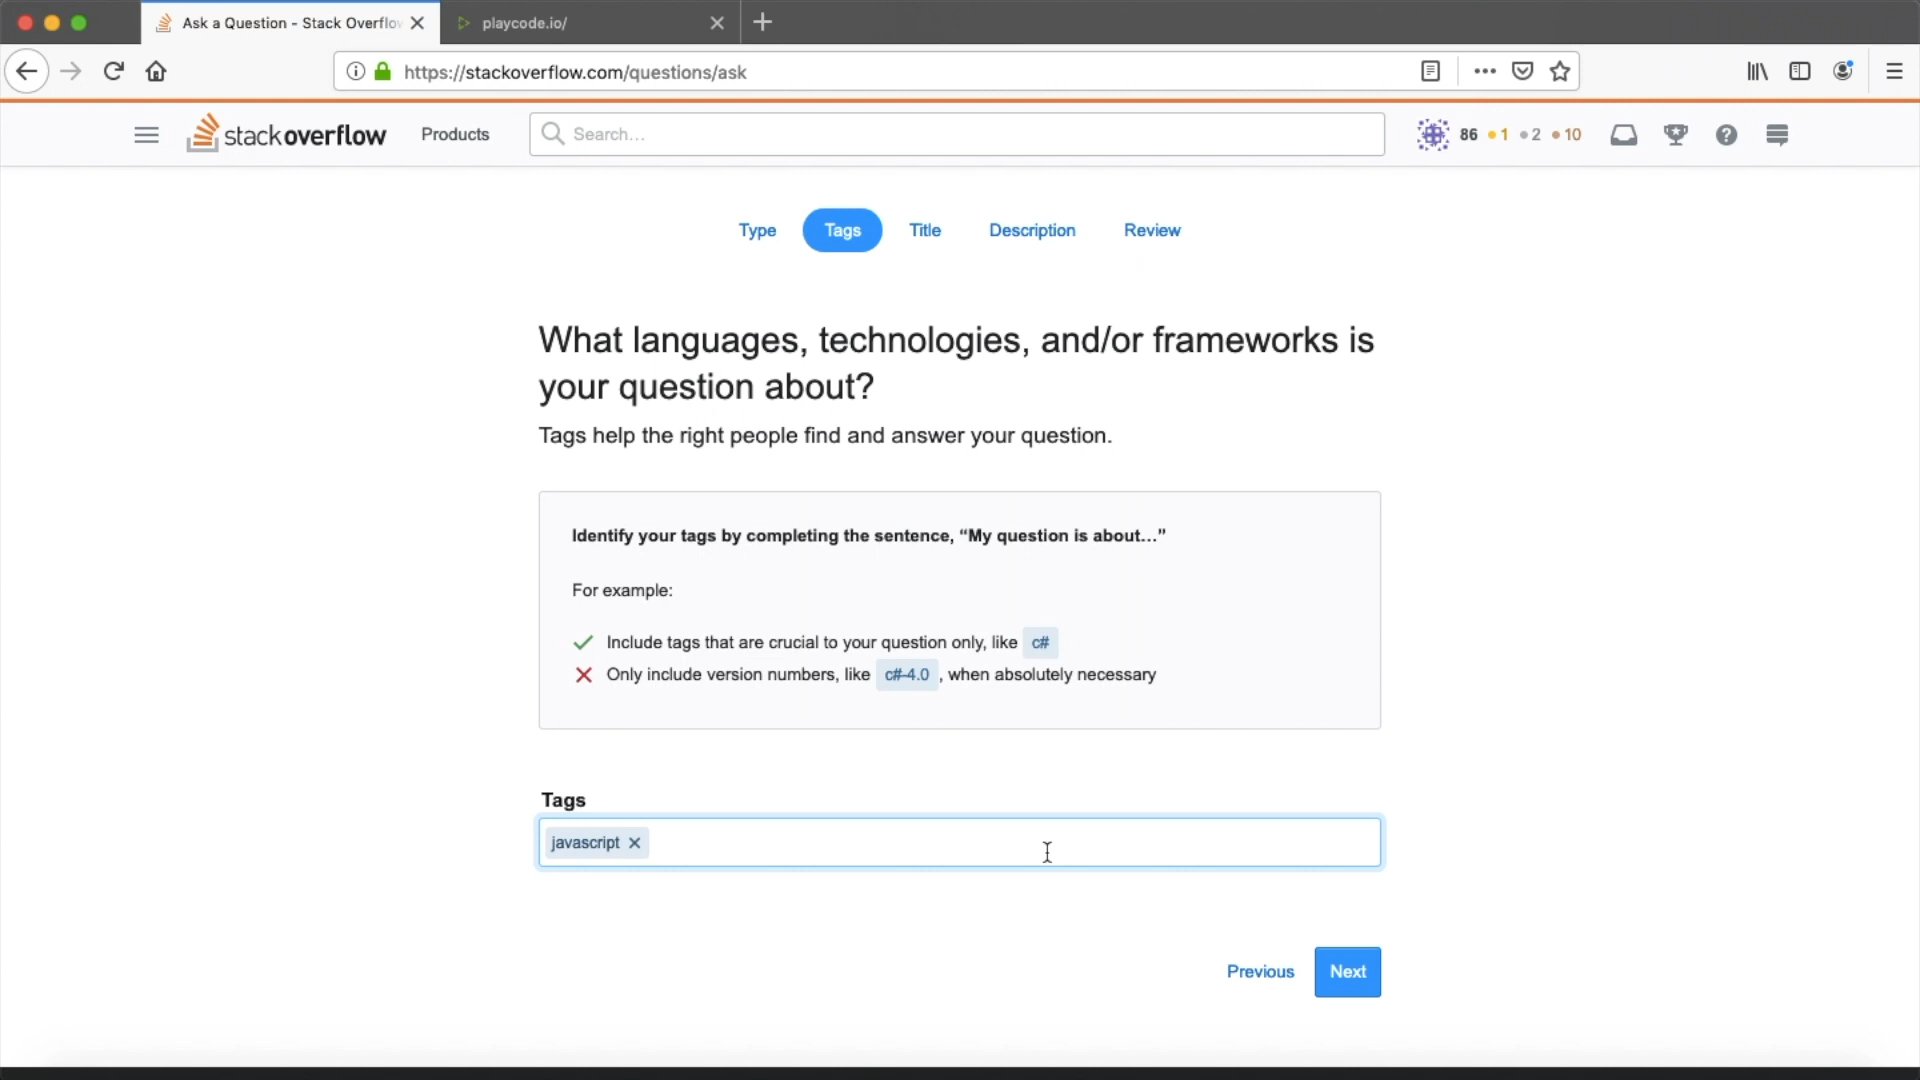 Ask a Question - Stack Overflow
playcode.io/
https://stackoverflow.com/questions/ask
stackoverflow
Products
Search...
86
1
2
10
Type
Tags
Title
Description
Review
What languages, technologies, and/or frameworks is
your question about?
Tags help the right people find and answer your question.
Identify your tags by completing the sentence, “My question is about…”
For example:
Include tags that are crucial to your question only, like c#
Only include version numbers, like c#-4.0 , when absolutely necessary
Tags
javascript
Previous
Next